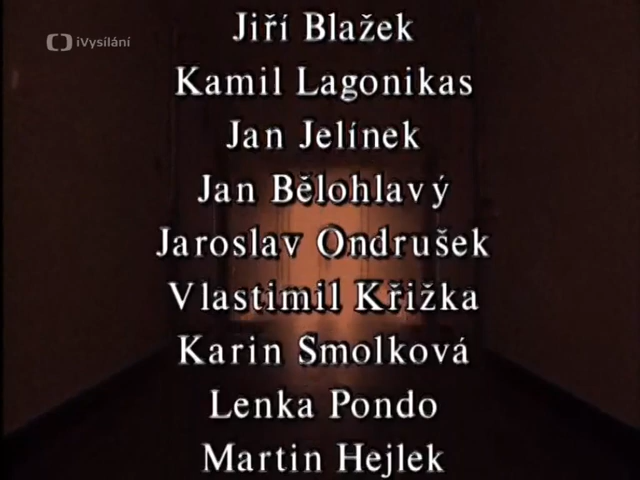 Jiří Blažek
iVysílání
Kamil Lagonikas
Jan Jelínek
Jan Bělohlavý
Jaroslav Ondrušek
Vlastimil Křižka
Karin Smolková
Lenka Pondo
Martin Hejlek